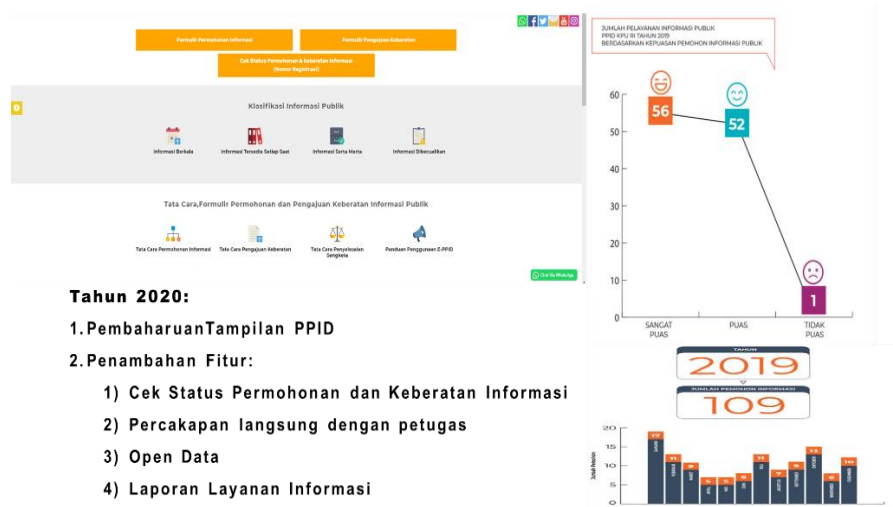 Formulir Permohonan Informasi
Formulir Pengajuan Keberatan
Cek Status Permohonan & Keberatan Informasi
(Nomor Registrasi)
Klasifikasi Informasi Publik
Informasi Berkala
Informasi Tersedia Setiap Saat
Informasi Serta Merta
Informasi Dikecualikan
Tata Cara,Formulir Permohonan dan Pengajuan Keberatan Informasi Publik
Tata Cara Permohonan Informasi
Tata Cara Pengajuan Keberatan
Tata Cara Penyelesaian
Sengketa
Panduan Penggunaan E-PPID
Chat Via WhatsApp
Tahun 2020:
1.PembaharuanTampilan PPID
2.Penambahan Fitur:
1) Cek Status Permohonan dan Keberatan Informasi
2) Percakapan langsung dengan petugas
3) Open Data
4) Laporan Layanan Informasi
JUMLAH PELAYANAN INFORMASI PUBLIK
PPID KPU RI TAHUN 2019
BERDASARKAN KEPUASAN PEMOHON INFORMASI PUBLIK
60
50
40
30
20
10
0
56
52
1
SANGAT
PUAS
PUAS
TIDAK
PUAS
TAHUN
2019
JUMLAH PEMOHON INFORMASI
109
20
15
10
5
0
17
11
11
13
10